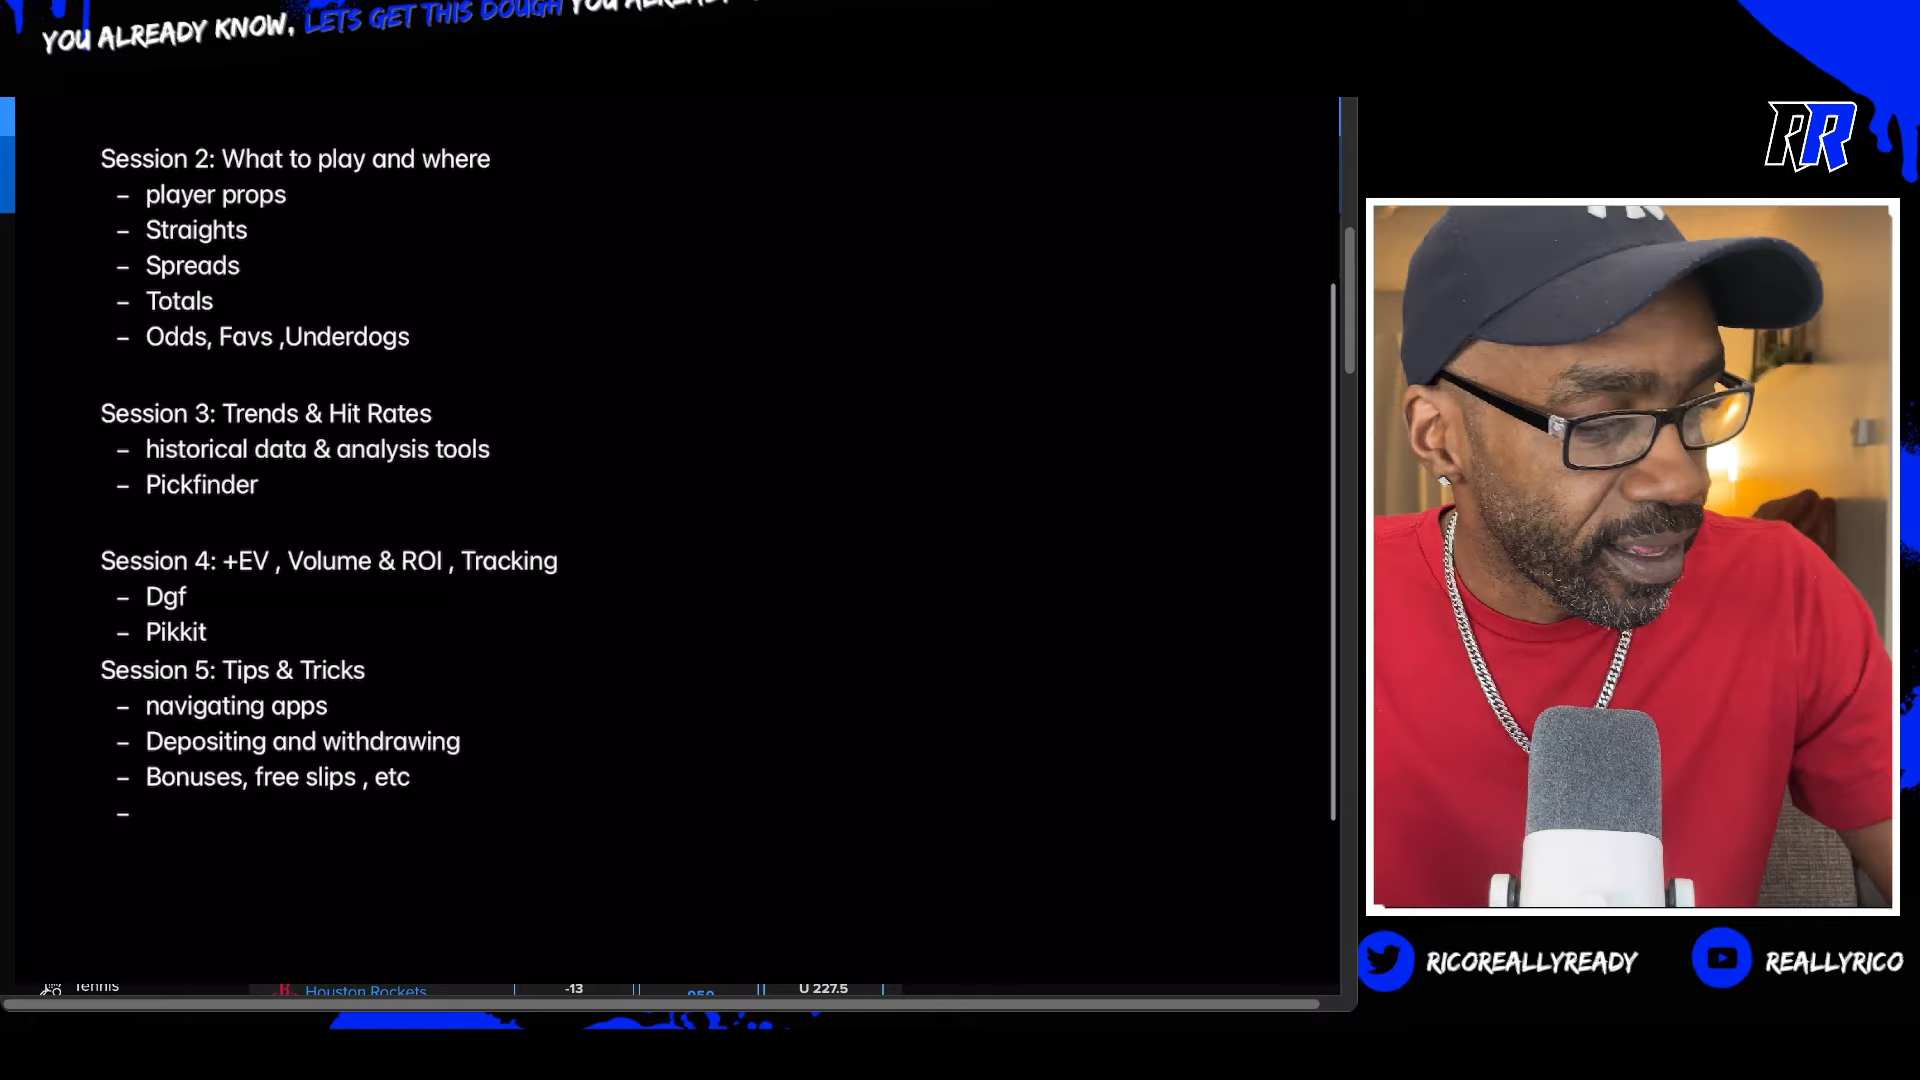 YOU ALREADY KNOW, LETS GET THIS DOUGH YOU ALREADY
RR
Session 2: What to play and where
– player props
– Straights
– Spreads
– Totals
– Odds, Favs ,Underdogs
Session 3: Trends & Hit Rates
– historical data & analysis tools
– Pickfinder
Session 4: +EV , Volume & ROI , Tracking
– Dgf
– Pikkit
Session 5: Tips & Tricks
– navigating apps
– Depositing and withdrawing
– Bonuses, free slips , etc
–
Tennis
Houston Rockets -13 U 227.5
RICOREALLYREADY
REALLYRICO